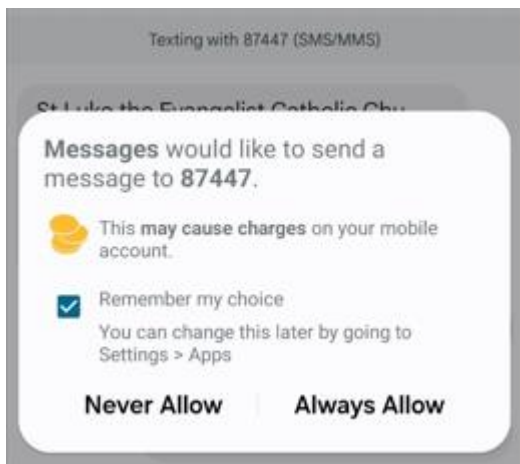 Texting with 87447 (SMS/MMS)
St Luke the Evangelist Catholic Chu
Messages would like to send a
message to 87447.
This may cause charges on your mobile
account.
Remember my choice
You can change this later by going to
Settings > Apps
Never Allow
Always Allow